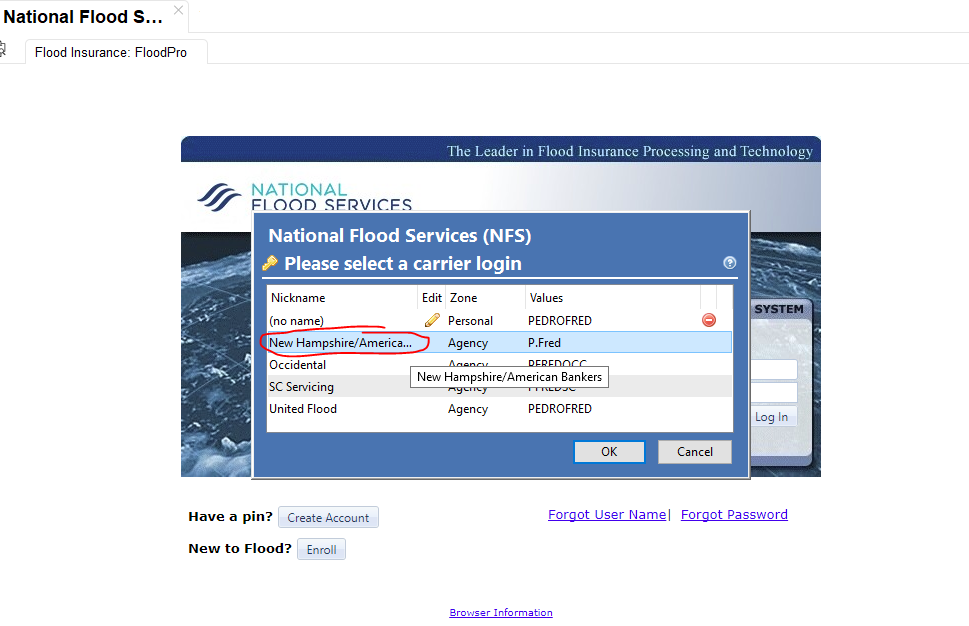 National Flood S...
Flood Insurance: FloodPro
The Leader in Flood Insurance Processing and Technology
NATIONAL
FLOOD SERVICES
National Flood Services (NFS)
Please select a carrier login
Nickname Edit Zone Values
(no name) Personal PEDROFRED
New Hampshire/America... Agency P.Fred
Occidental Agency PFREDOCC
New Hampshire/American Bankers
SC Servicing Agency PFREDSC
United Flood Agency PEDROFRED
OK Cancel
SYSTEM
Log In
Have a pin? Create Account
Forgot User Name| Forgot Password
New to Flood? Enroll
Browser Information